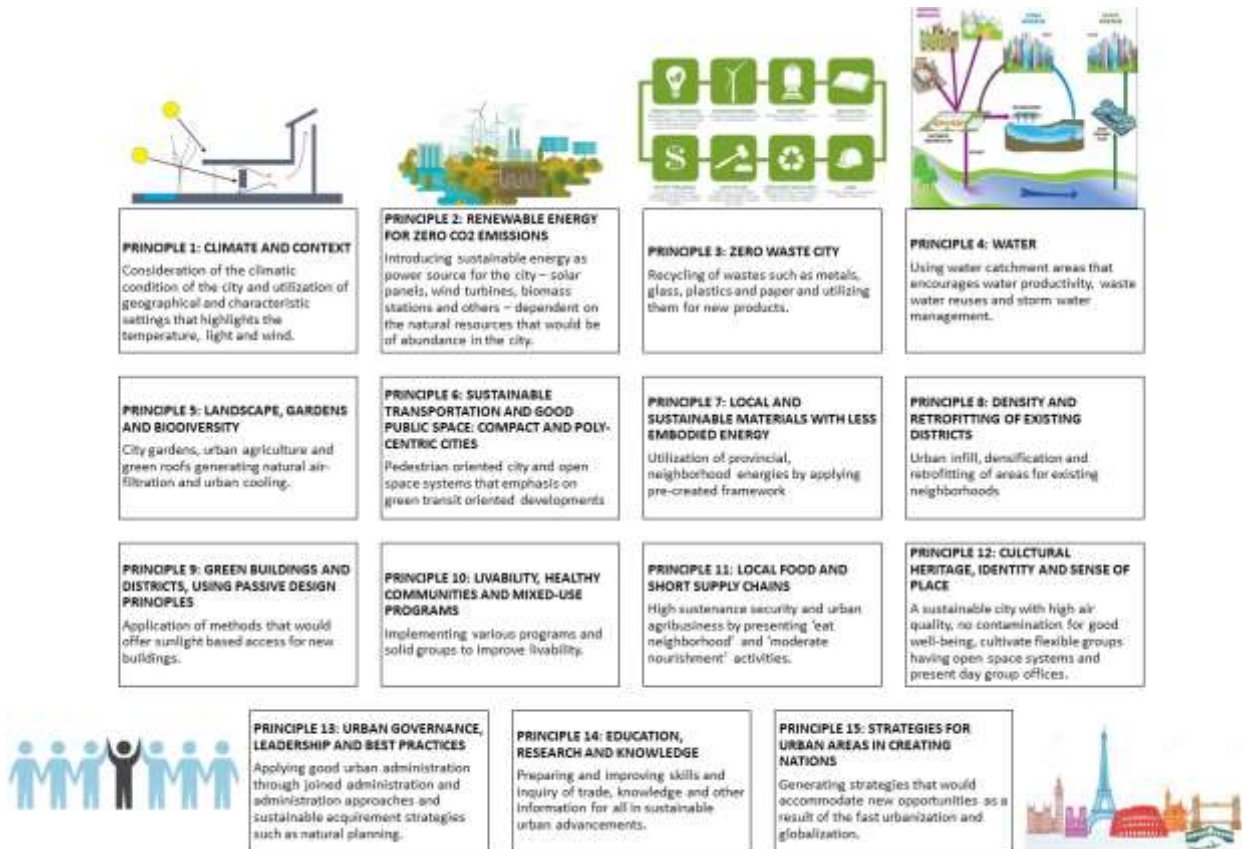 PRINCIPLE 1: CLIMATE AND CONTEXT
Consideration of the climatic
condition of the city and utilization of
geographical and characteristic
settings that highlights the
temperature, light and wind.
PRINCIPLE 2: RENEWABLE ENERGY
FOR ZERO CO2 EMISSIONS
Introducing sustainable energy as
power source for the city – solar
panels, wind turbines, biomass
stations and others – dependent on
the natural resources that would be
of abundance in the city.
PRINCIPLE 3: ZERO WASTE CITY
Recycling of wastes such as metals,
glass, plastics and paper and utilizing
them for new products.
PRINCIPLE 4: WATER
Using water catchment areas that
encourages water productivity, waste
water reuses and storm water
management.
PRINCIPLE 5: LANDSCAPE, GARDENS
AND BIODIVERSITY
City gardens, urban agriculture and
green roofs generating natural air-
filtration and urban cooling.
PRINCIPLE 6: SUSTAINABLE
TRANSPORTATION AND GOOD
PUBLIC SPACE: COMPACT AND POLY-
CENTRIC CITIES
Pedestrian oriented city and open
space systems that emphasis on
green transit oriented developments
PRINCIPLE 7: LOCAL AND
SUSTAINABLE MATERIALS WITH LESS
EMBODIED ENERGY
Utilization of provincial,
neighborhood energies by applying
pre-created framework
PRINCIPLE 8: DENSITY AND
RETROFITTING OF EXISTING
DISTRICTS
Urban infill, densification and
retrofitting of areas for existing
neighborhoods
PRINCIPLE 9: GREEN BUILDINGS AND
DISTRICTS, USING PASSIVE DESIGN
PRINCIPLES
Application of methods that would
offer sunlight based access for new
buildings.
PRINCIPLE 10: LIVABILITY, HEALTHY
COMMUNITIES AND MIXED-USE
PROGRAMS
Implementing various programs and
solid groups to improve livability.
PRINCIPLE 11: LOCAL FOOD AND
SHORT SUPPLY CHAINS
High sustenance security and urban
agribusiness by presenting 'eat
neighborhood' and 'moderate
nourishment' activities.
PRINCIPLE 12: CULCTURAL
HERITAGE, IDENTITY AND SENSE OF
PLACE
A sustainable city with high air
quality, no contamination for good
well-being, cultivate flexible groups
having open space systems and
present day group offices.
PRINCIPLE 13: URBAN GOVERNANCE,
LEADERSHIP AND BEST PRACTICES
Applying good urban administration
through joined administration and
administration approaches and
sustainable acquirement strategies
such as natural planning.
PRINCIPLE 14: EDUCATION,
RESEARCH AND KNOWLEDGE
Preparing and improving skills and
inquiry of trade, knowledge and other
information for all in sustainable
urban advancements.
PRINCIPLE 15: STRATEGIES FOR
URBAN AREAS IN CREATING
NATIONS
Generating strategies that would
accommodate new opportunities as a
result of the fast urbanization and
globalization.